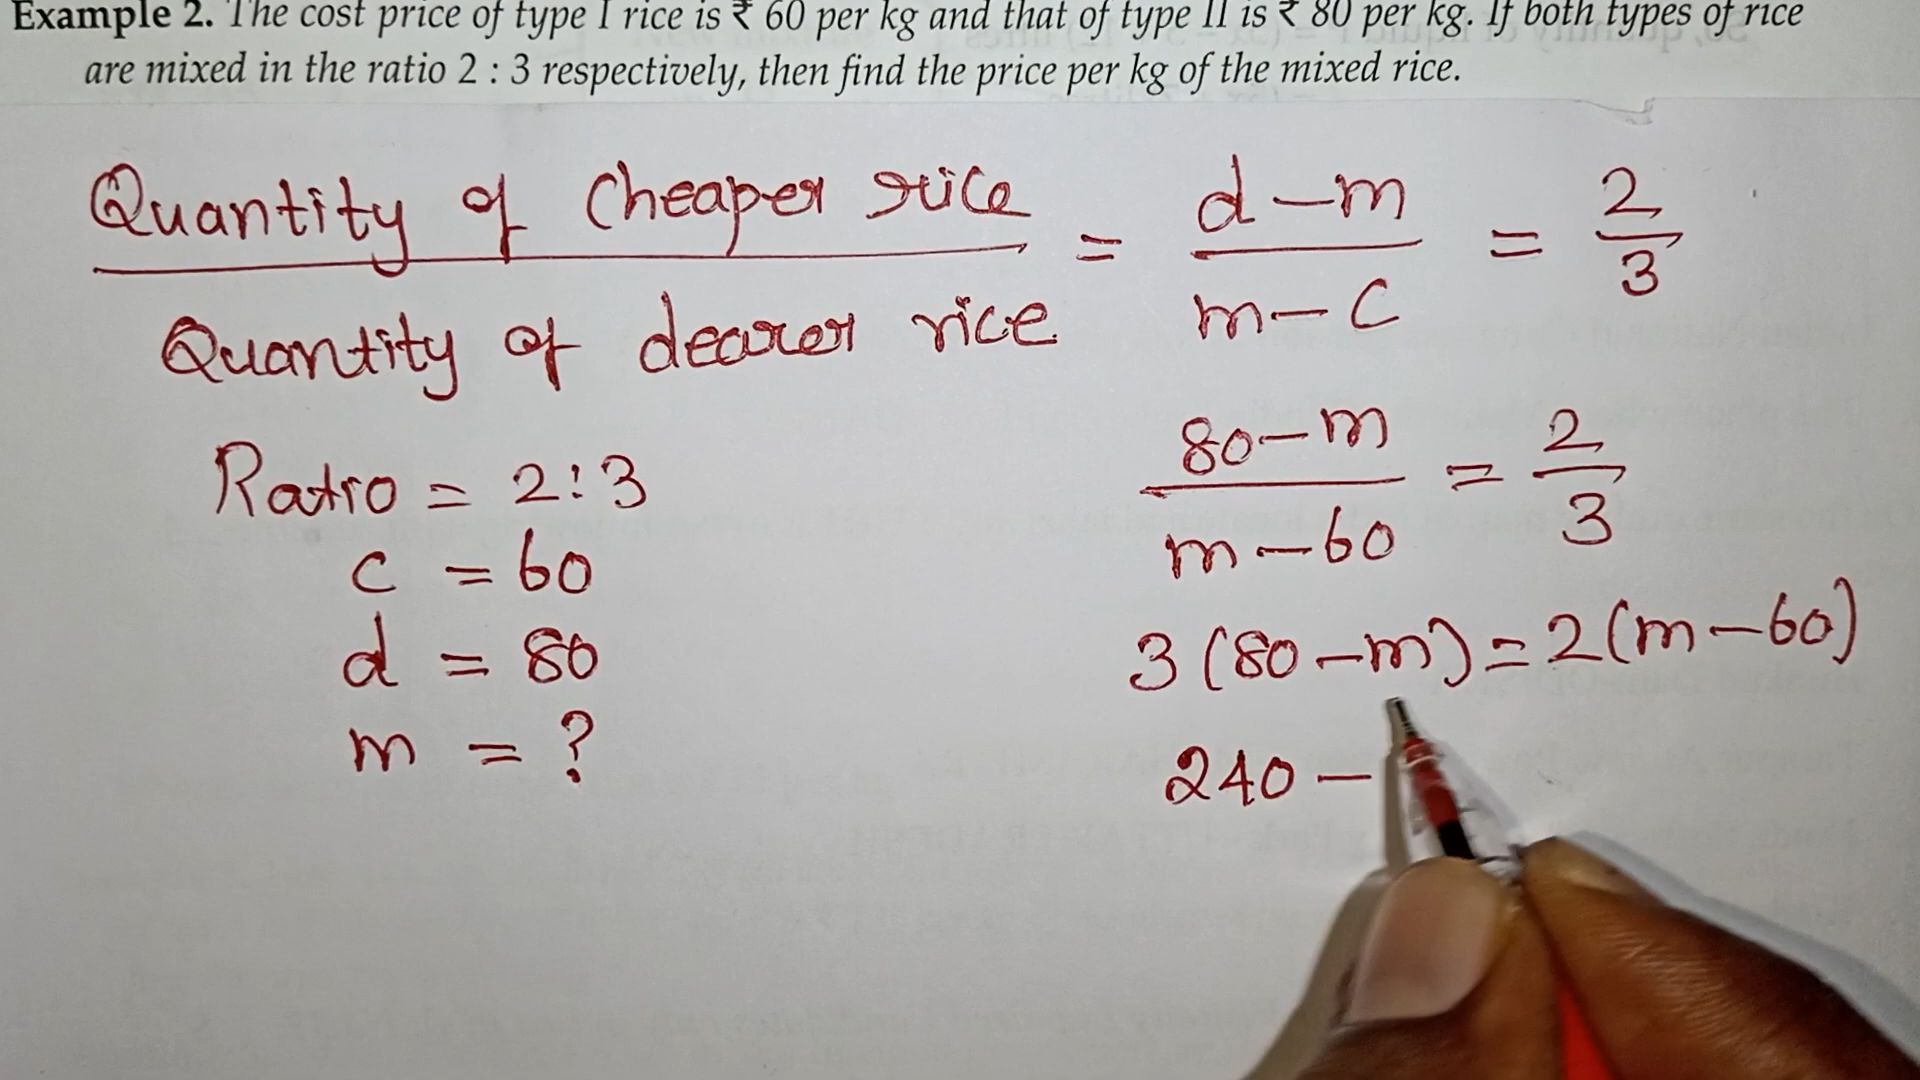 Example 2. The cost price of type I rice is ₹ 60 per kg and that of type II is ₹ 80 per kg. If both types of rice
are mixed in the ratio 2 : 3 respectively, then find the price per kg of the mixed rice.
Quantity of Cheaper rice / Quantity of dearer rice = d-m / m-C = 2/3
Ratio = 2:3
c = 60
d = 80
m = ?
80-m / m-60 = 2/3
3(80-m)=2(m-60)
240-